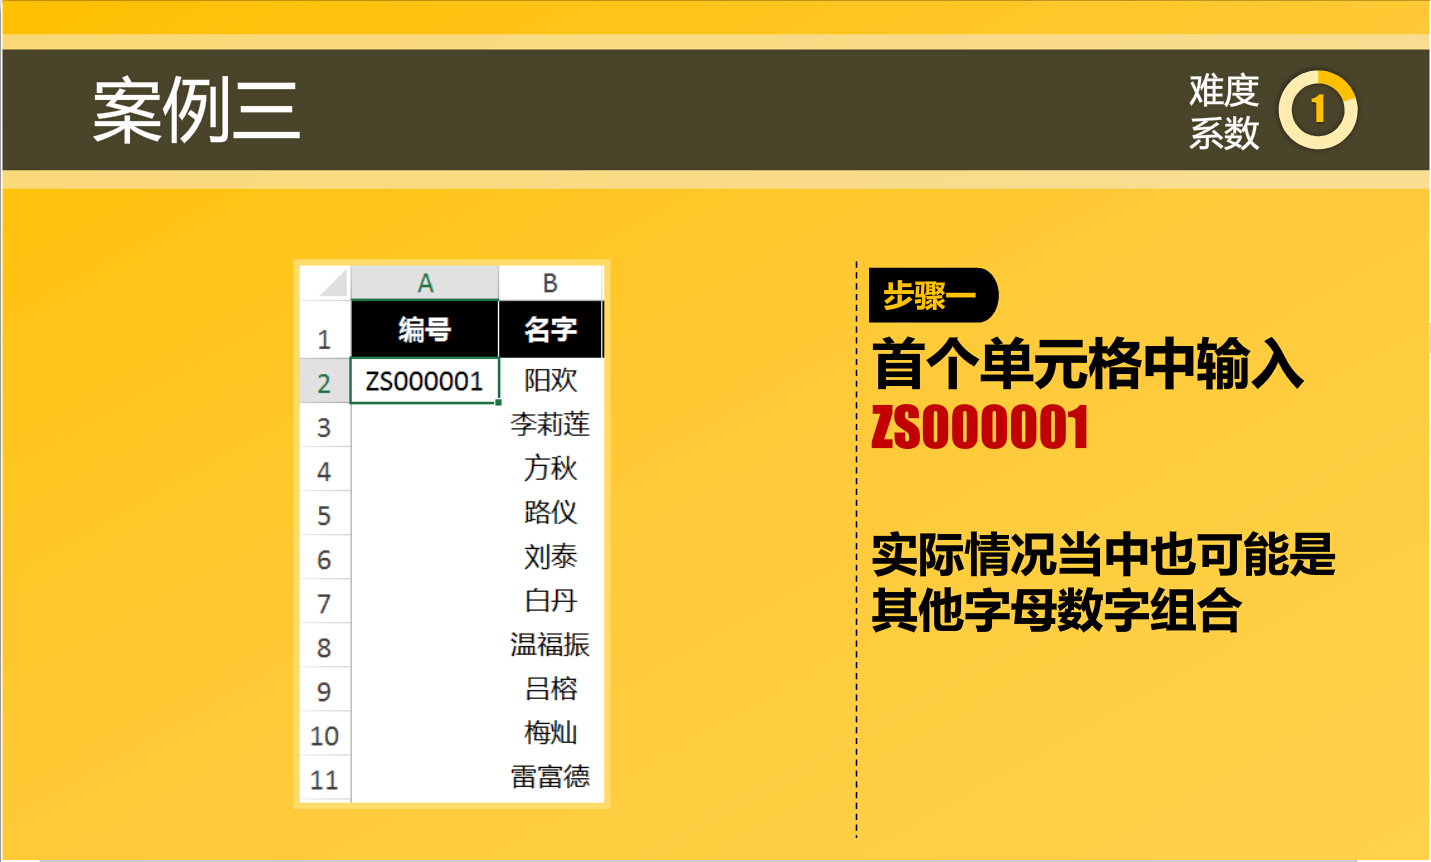 案例三
难度
系数
1
A B
1 编号 名字
2 ZS000001 阳欢
3 李莉莲
4 方秋
5 路仪
6 刘泰
7 白丹
8 温福振
9 吕榕
10 梅灿
11 雷富德
步骤一
首个单元格中输入
ZS000001
实际情况当中也可能是
其他字母数字组合